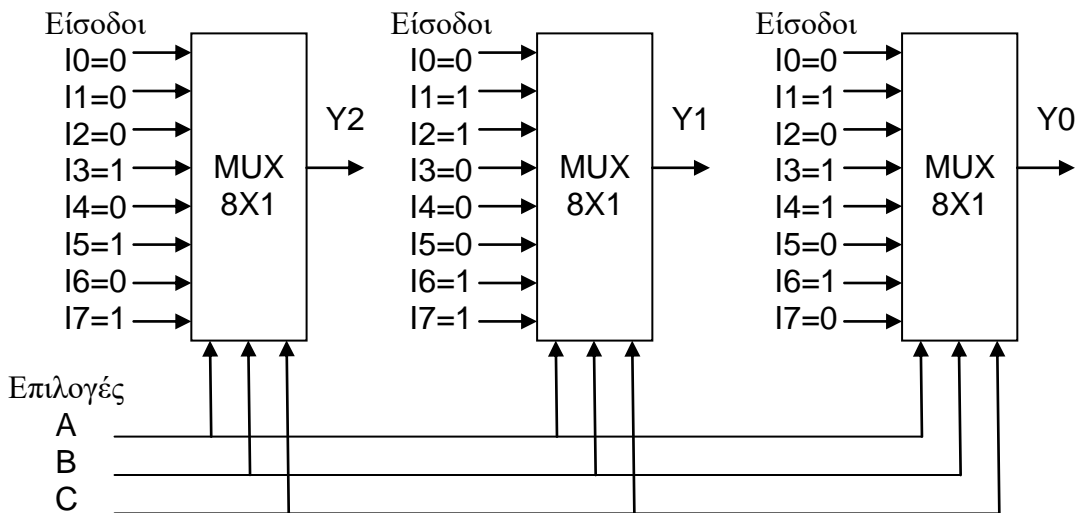 Είσοδοι
I0=0
I1=0
I2=0
I3=1
I4=0
I5=1
I6=0
I7=1
MUX
8X1
Y2
Είσοδοι
I0=0
I1=1
I2=1
I3=0
I4=0
I5=0
I6=1
I7=1
MUX
8X1
Y1
Είσοδοι
I0=0
I1=1
I2=0
I3=1
I4=1
I5=0
I6=1
I7=0
MUX
8X1
Y0
Επιλογές
A
B
C